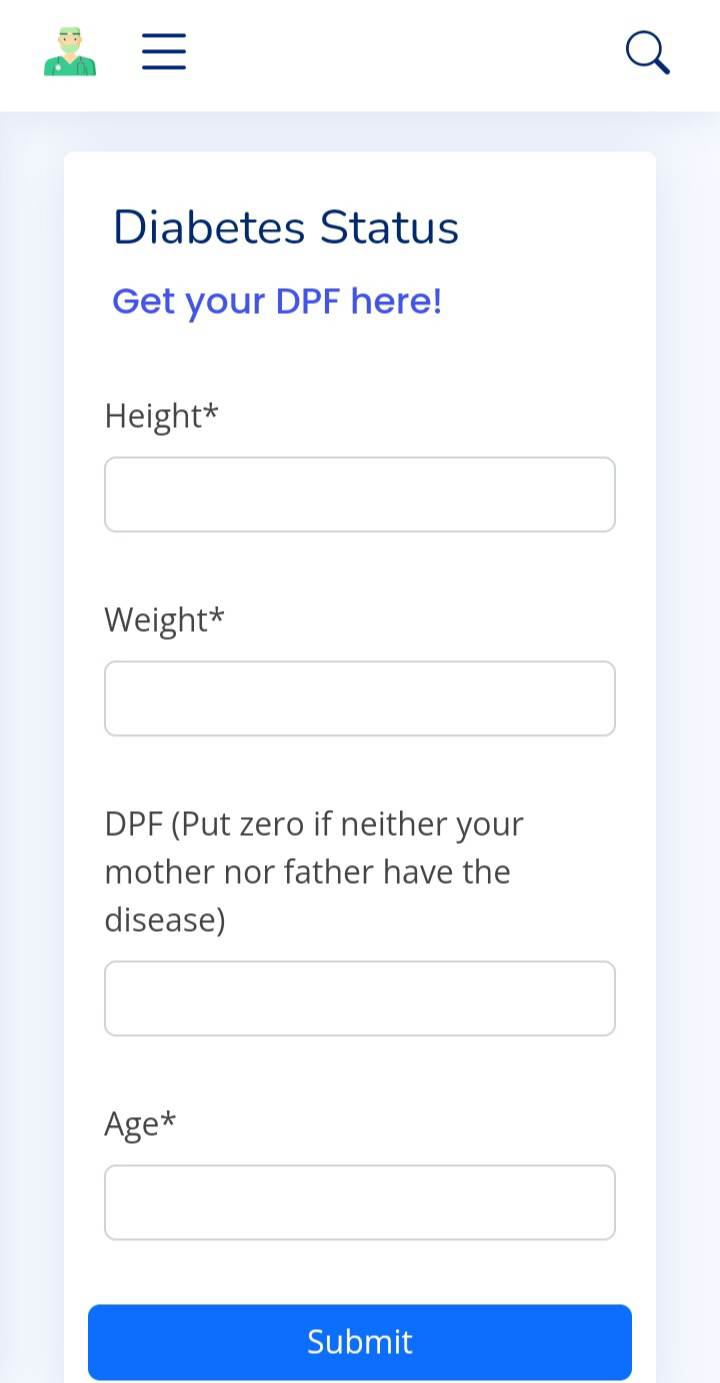 Diabetes Status
Get your DPF here!
Height*
Weight*
DPF (Put zero if neither your
mother nor father have the
disease)
Age*
Submit